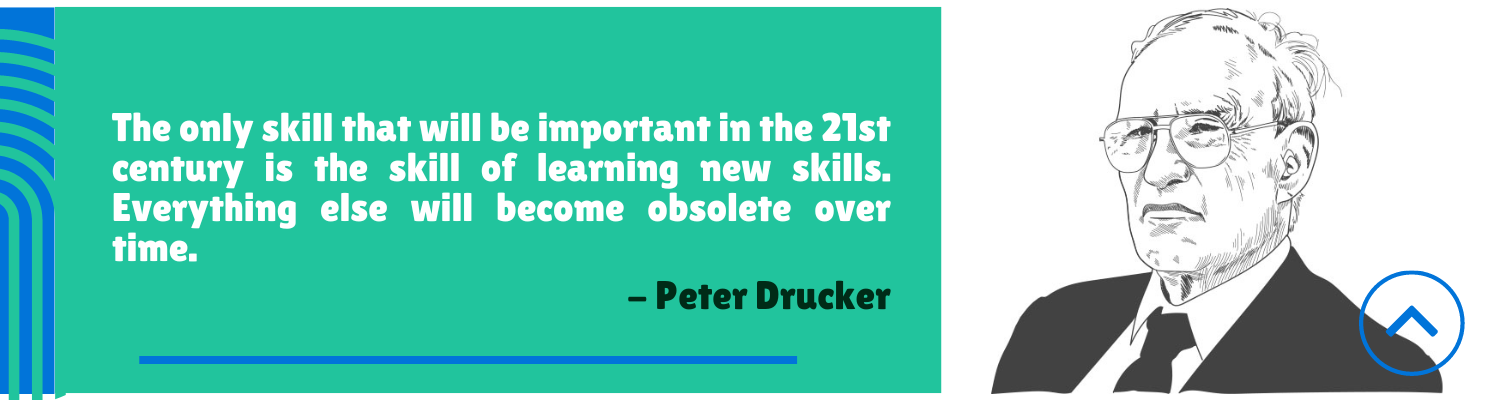 The only skill that will be important in the 21st
century is the skill of learning new skills.
Everything else will become obsolete over
time.
– Peter Drucker